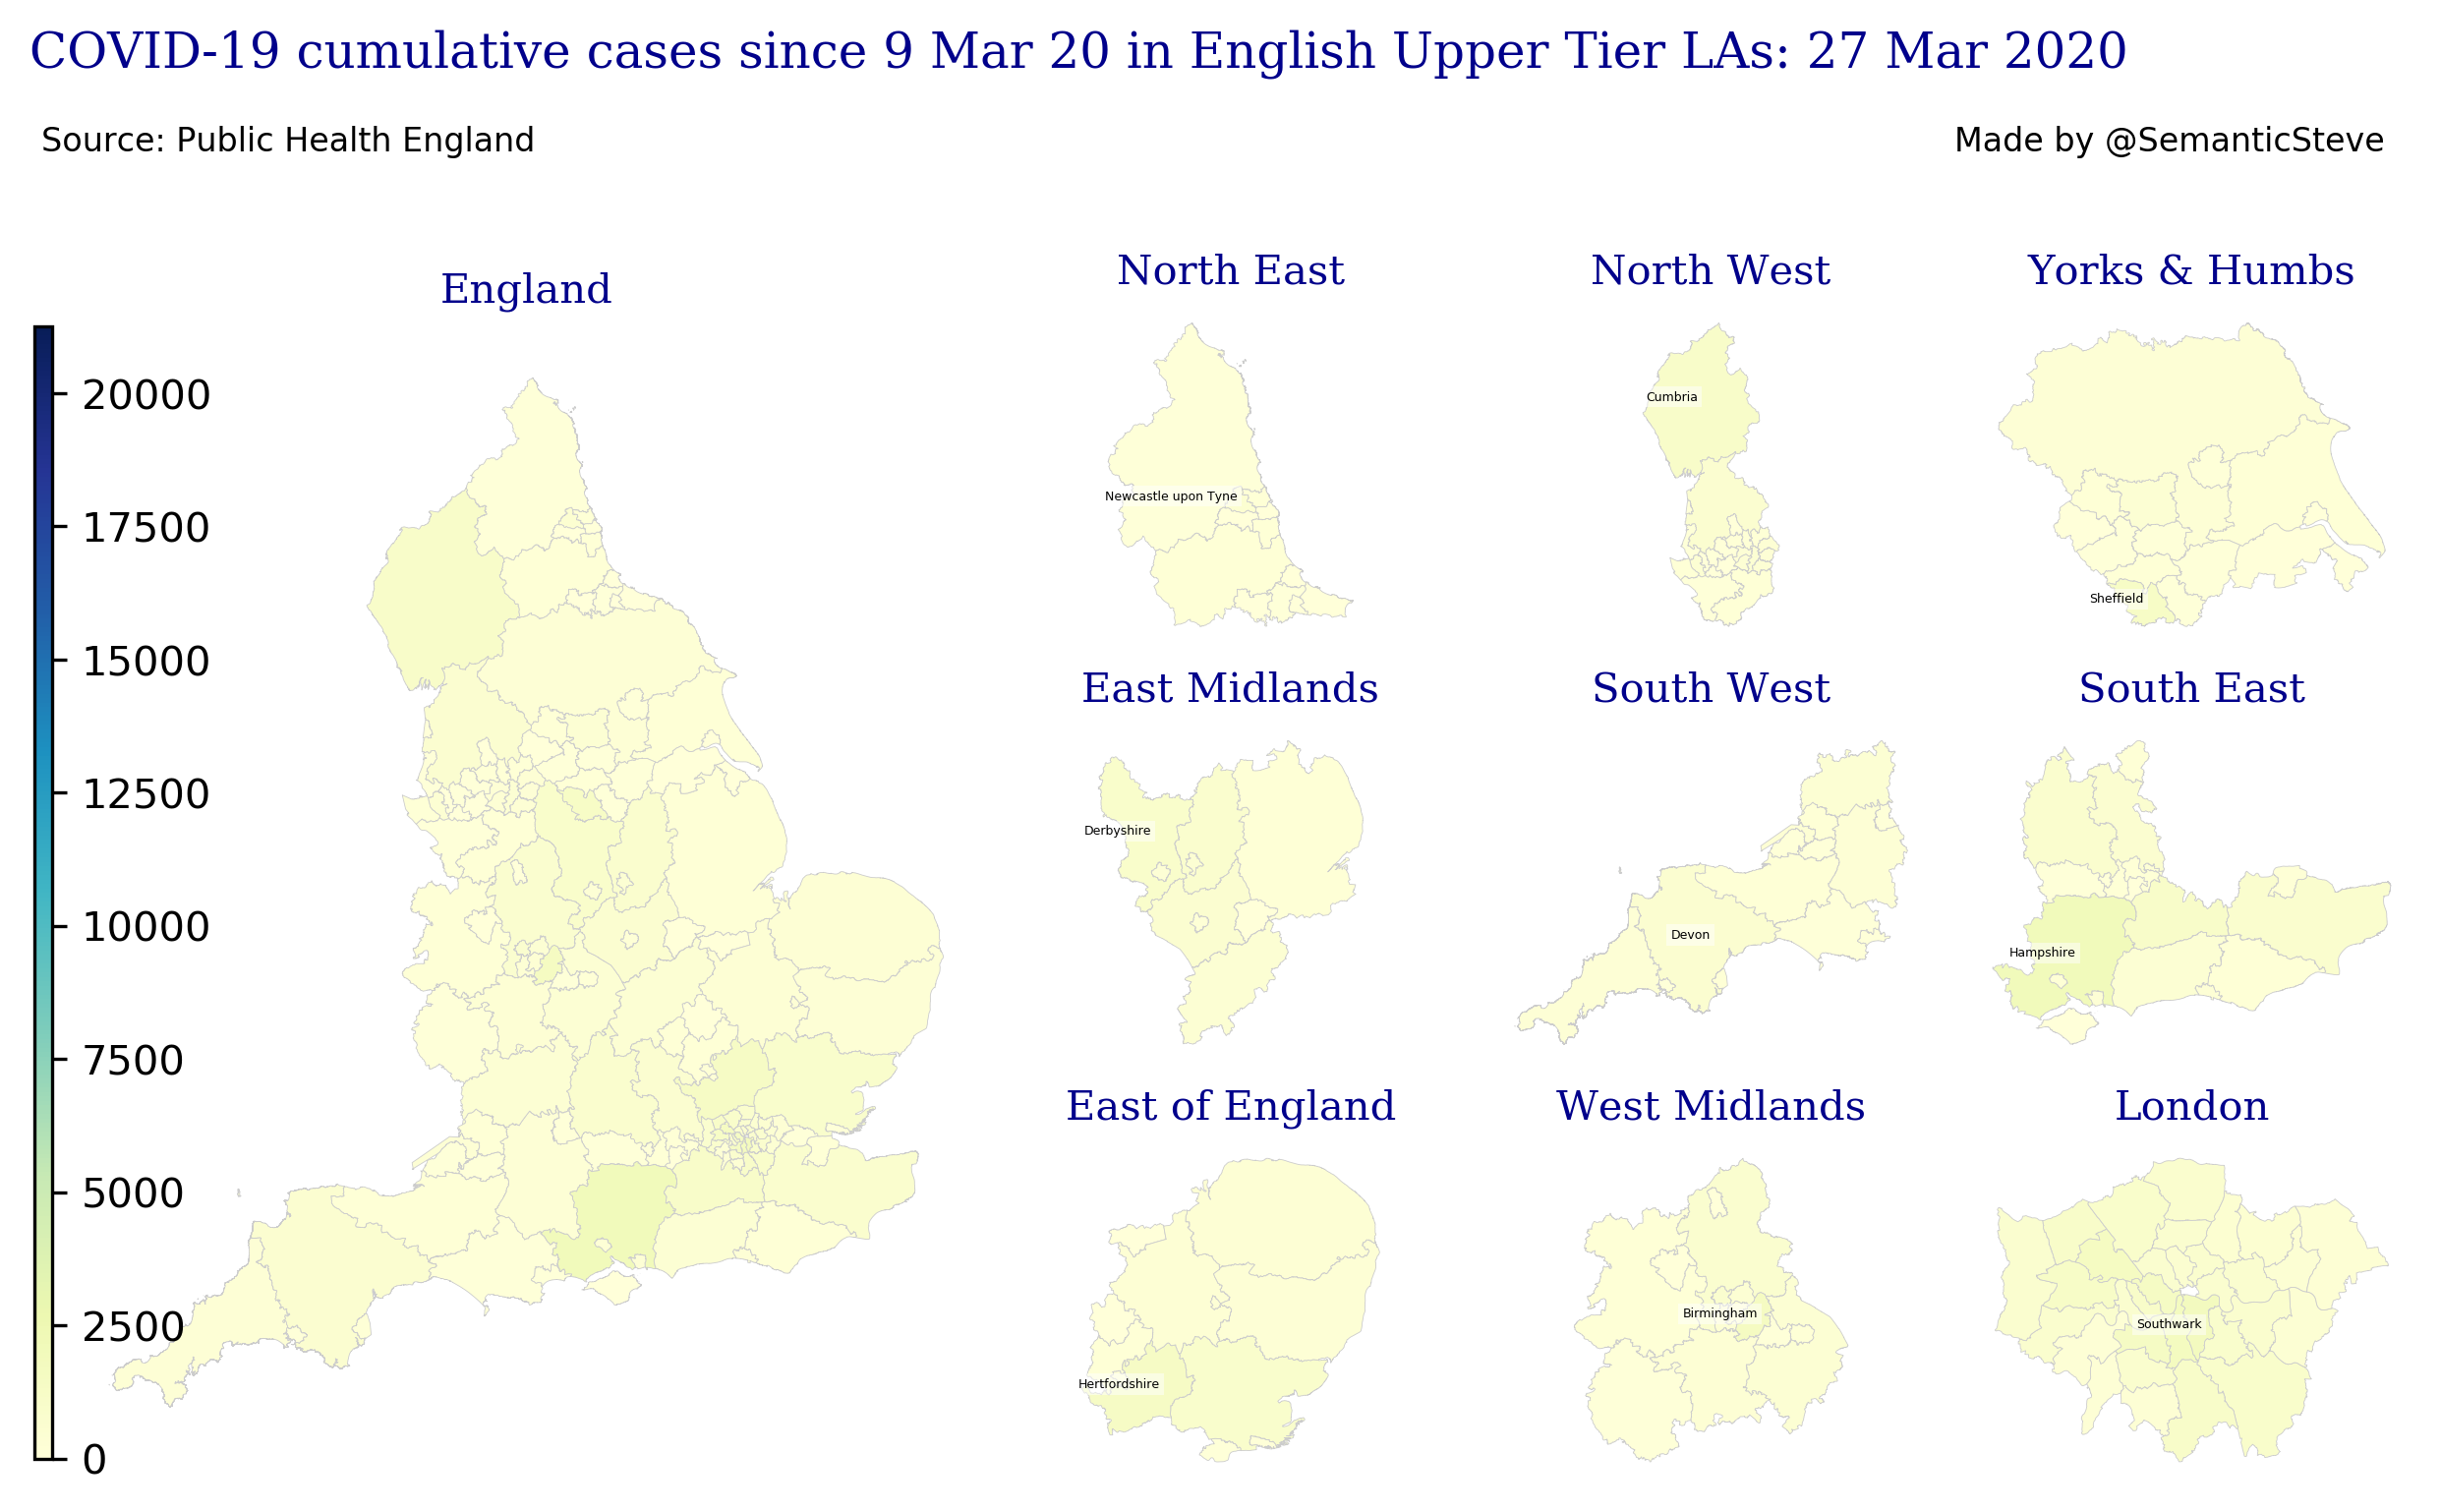 COVID-19 cumulative cases since 9 Mar 20 in English Upper Tier LAs: 27 Mar 2020
Source: Public Health England
Made by @SemanticSteve
England
20000
17500
15000
12500
10000
7500
5000
2500
0
North East
Newcastle upon Tyne
North West
Cumbria
Yorks & Humbs
Sheffield
East Midlands
Derbyshire
South West
Devon
South East
Hampshire
East of England
Hertfordshire
West Midlands
Birmingham
London
Southwark